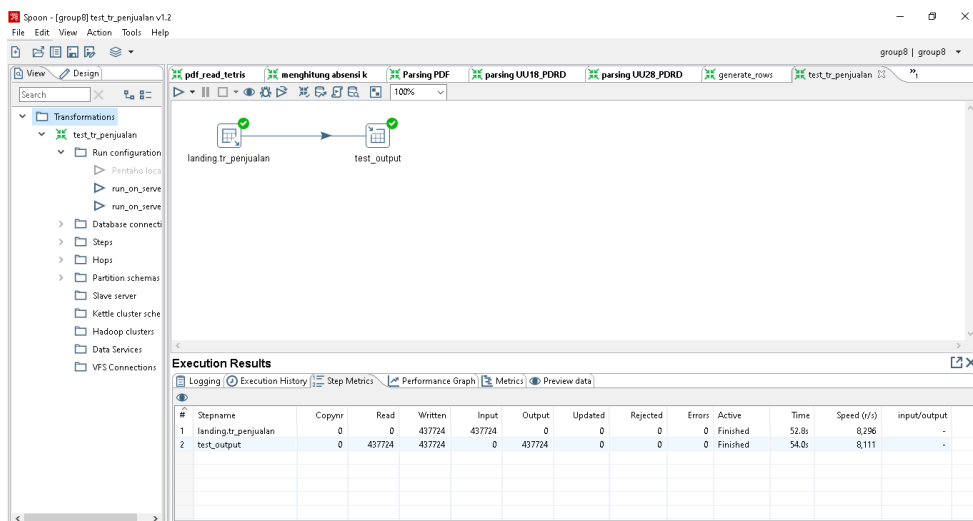 Spoon - [group8] test_tr_penjualan v1.2
File Edit View Action Tools Help
group8 | group8
View Design
pdf_read_tetris menghitung absensi k Parsing PDF parsing UU18_PDRD parsing UU28_PDRD generate_rows test_tr_penjualan »1
Search
100%
Transformations
test_tr_penjualan
Run configuration
Pentaho loca
run_on_serve
run_on_serve
Database connecti
Steps
Hops
Partition schemas
Slave server
Kettle cluster sche
Hadoop clusters
Data Services
VFS Connections
landing.tr_penjualan test_output
Execution Results
Logging Execution History Step Metrics Performance Graph Metrics Preview data
# Stepname Copynr Read Written Input Output Updated Rejected Errors Active Time Speed (r/s) input/output
1 landing.tr_penjualan 0 0 437724 437724 0 0 0 0 Finished 52.8s 8,296 -
2 test_output 0 437724 437724 0 437724 0 0 0 Finished 54.0s 8,111 -